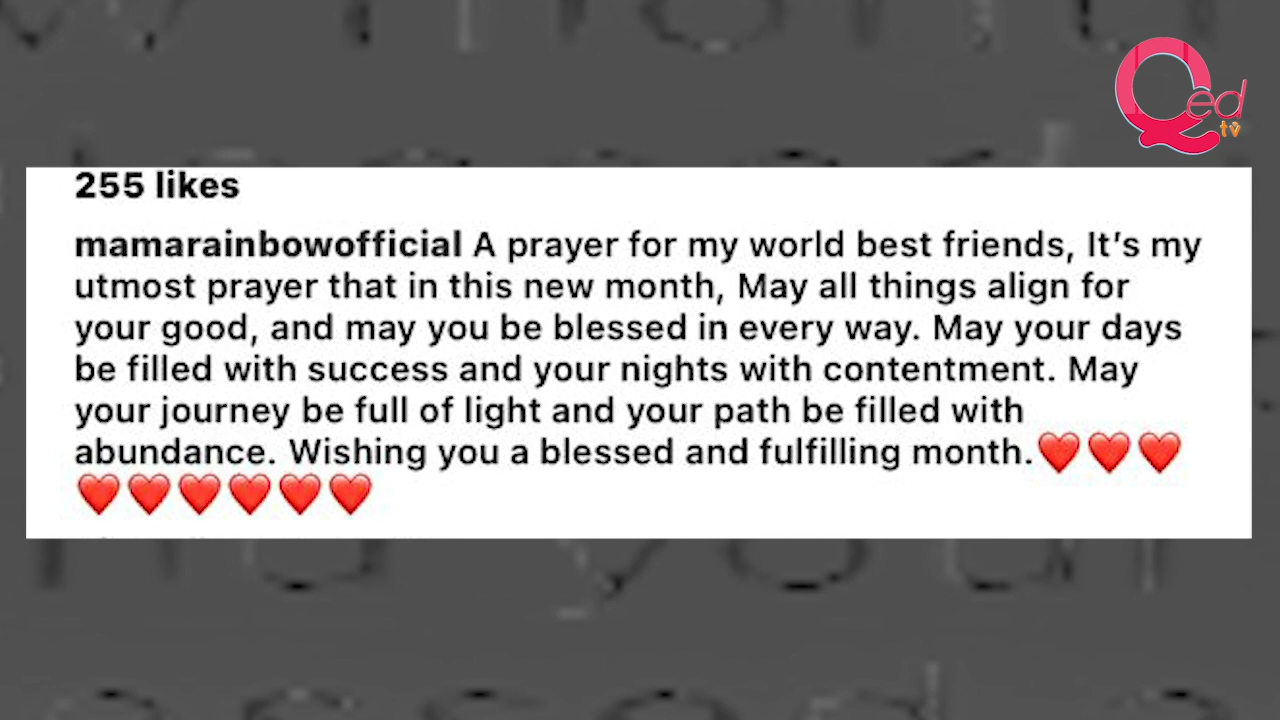 Qed
tv
255 likes
mamarainbowofficial A prayer for my world best friends, It’s my
utmost prayer that in this new month, May all things align for
your good, and may you be blessed in every way. May your days
be filled with success and your nights with contentment. May
your journey be full of light and your path be filled with
abundance. Wishing you a blessed and fulfilling month.❤️❤️❤️
❤️❤️❤️❤️❤️❤️